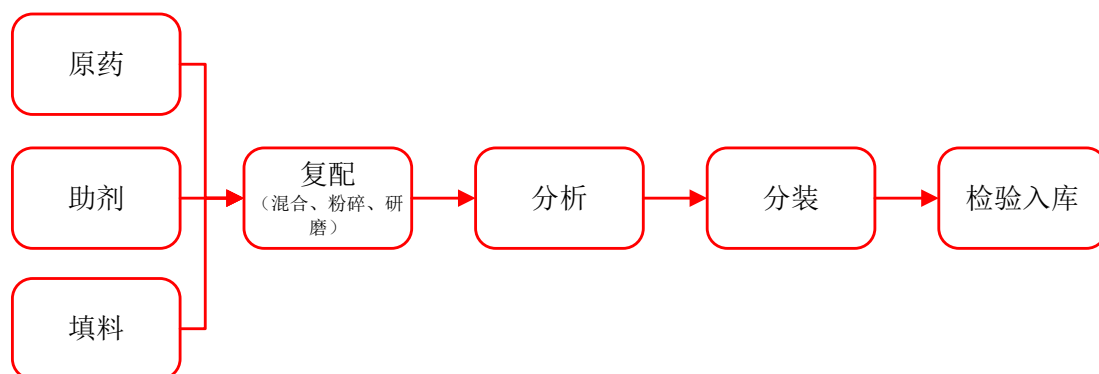 原药
助剂
填料
复配
（混合、粉碎、研
磨）
分析
分装
检验入库